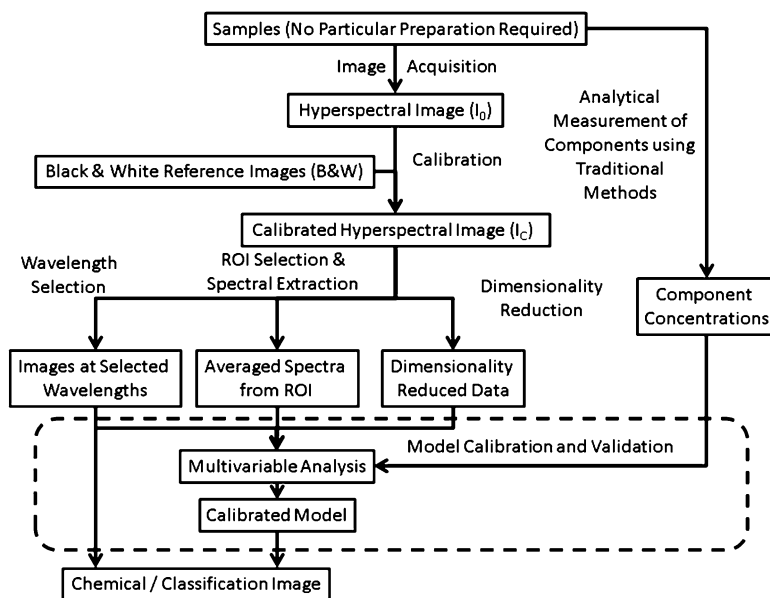 Samples (No Particular Preparation Required)
Image Acquisition
Hyperspectral Image (I0)
Analytical
Measurement of
Components using
Traditional
Methods
Calibration
Black & White Reference Images (B&W)
Calibrated Hyperspectral Image (IC)
Wavelength
Selection
ROI Selection &
Spectral Extraction
Dimensionality
Reduction
Component
Concentrations
Images at Selected
Wavelengths
Averaged Spectra
from ROI
Dimensionality
Reduced Data
Model Calibration and Validation
Multivariable Analysis
Calibrated Model
Chemical / Classification Image